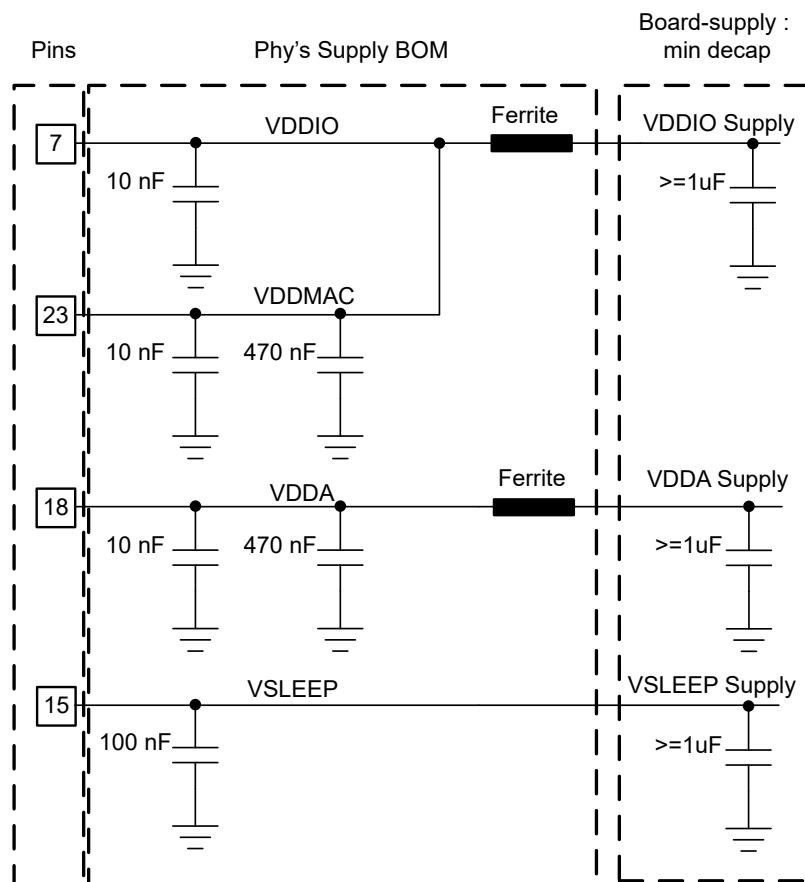 Pins
Phy's Supply BOM
Board-supply :
min decap
7
VDDIO
Ferrite
VDDIO Supply
10 nF
>=1uF
23
VDDMAC
10 nF
470 nF
18
VDDA
Ferrite
VDDA Supply
10 nF
470 nF
>=1uF
15
VSLEEP
VSLEEP Supply
100 nF
>=1uF